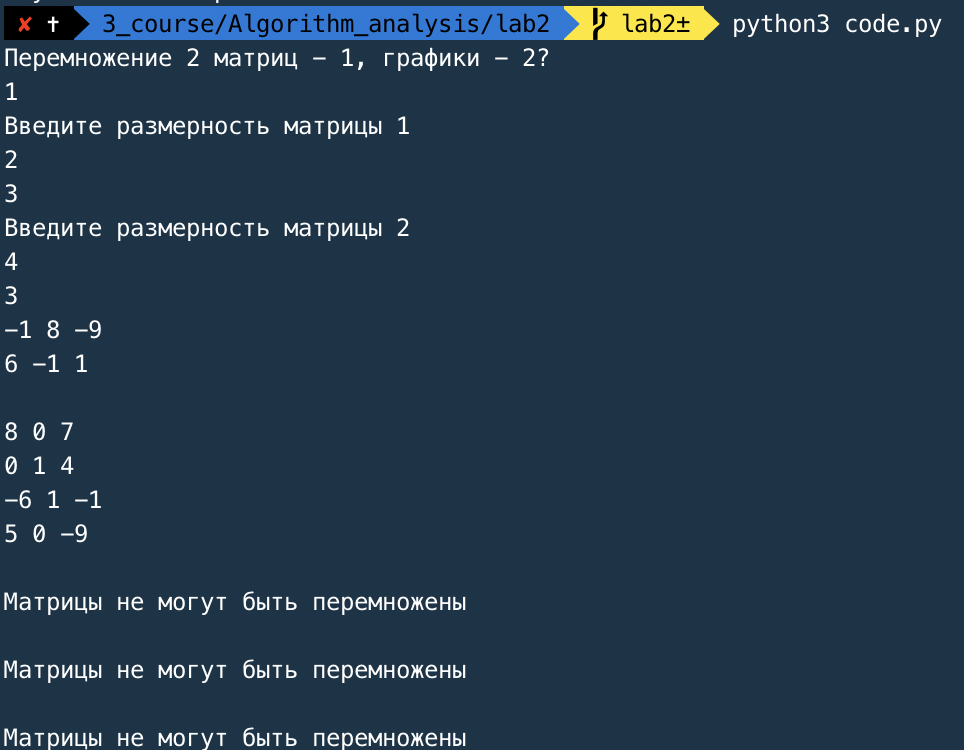 ✘ ✝ 3_course/Algorithm_analysis/lab2 lab2± python3 code.py
Перемножение 2 матриц – 1, графики – 2?
1
Введите размерность матрицы 1
2
3
Введите размерность матрицы 2
4
3
-1 8 -9
6 -1 1
8 0 7
0 1 4
-6 1 -1
5 0 -9
Матрицы не могут быть перемножены
Матрицы не могут быть перемножены
Матрицы не могут быть перемножены